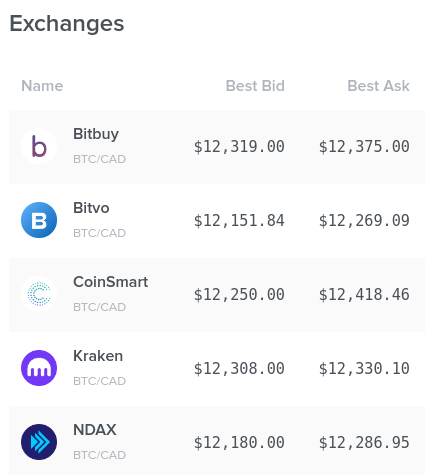 Exchanges
Name Best Bid Best Ask
Bitbuy
BTC/CAD
$12,319.00 $12,375.00
Bitvo
BTC/CAD
$12,151.84 $12,269.09
CoinSmart
BTC/CAD
$12,250.00 $12,418.46
Kraken
BTC/CAD
$12,308.00 $12,330.10
NDAX
BTC/CAD
$12,180.00 $12,286.95